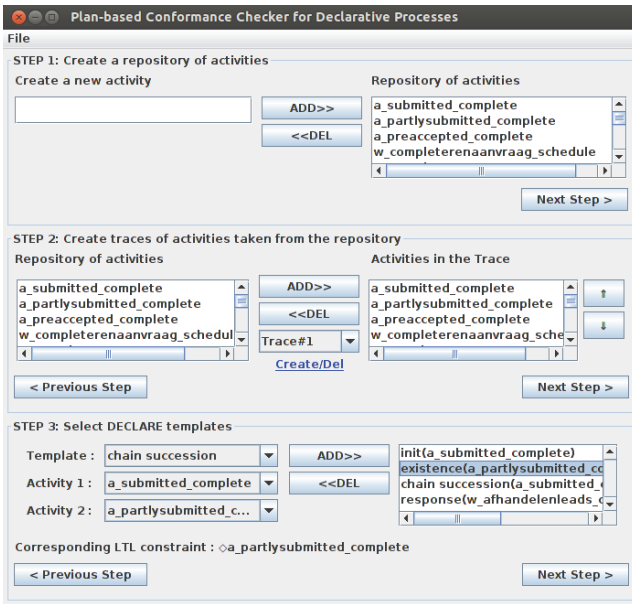 Plan-based Conformance Checker for Declarative Processes
File
STEP 1: Create a repository of activities
Create a new activity
Repository of activities
ADD>>
<<DEL
a_submitted_complete
a_partlysubmitted_complete
a_preaccepted_complete
w_completerenaanvraag_schedule
Next Step >
STEP 2: Create traces of activities taken from the repository
Repository of activities
Activities in the Trace
a_submitted_complete
a_partlysubmitted_complete
a_preaccepted_complete
w_completerenaanvraag_schedul
ADD>>
<<DEL
Trace#1
Create/Del
a_submitted_complete
a_partlysubmitted_complete
a_preaccepted_complete
w_completerenaanvraag_sche
< Previous Step
Next Step >
STEP 3: Select DECLARE templates
Template : chain succession
Activity 1 : a_submitted_complete
Activity 2 : a_partlysubmitted_c...
ADD>>
<<DEL
init(a_submitted_complete)
existence(a_partlysubmitted_co
chain succession(a_submitted_
response(w_afhandelenleads_c
Corresponding LTL constraint : ◇a_partlysubmitted_complete
< Previous Step
Next Step >